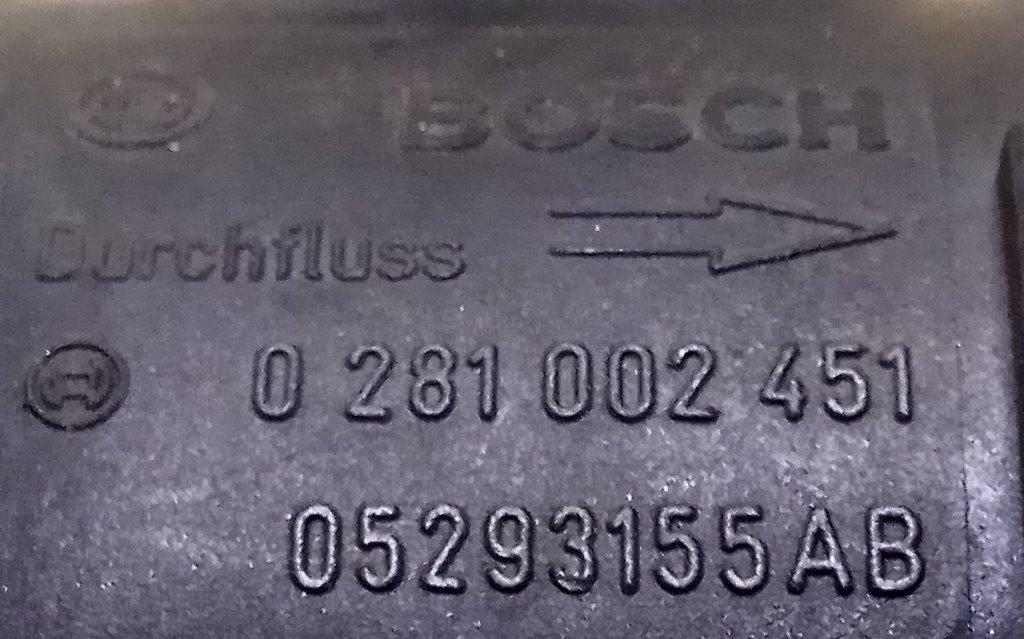 BOSCH
Durchfluss
0 281 002 451
05293155AB